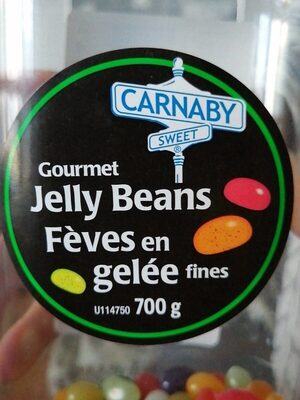 CARNABY
SWEET
Gourmet
Jelly Beans
Fèves en
gelée fines
U114750 700 g